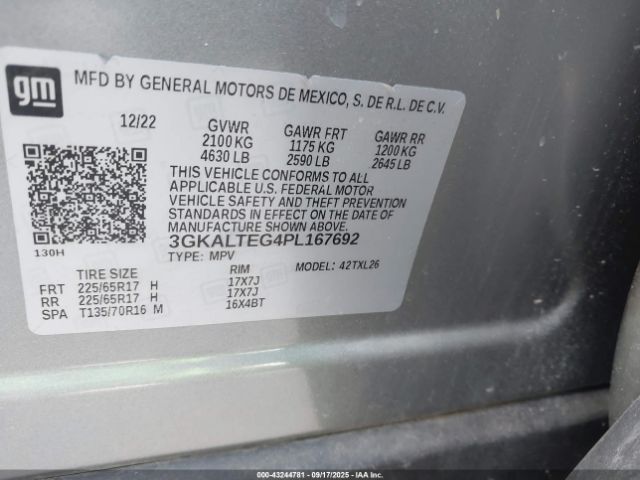 gm
MFD BY GENERAL MOTORS DE MEXICO, S. DE R.L. DE C.V.
12/22 GVWR GAWR FRT GAWR RR
2100 KG 1175 KG 1200 KG
4630 LB 2590 LB 2645 LB
THIS VEHICLE CONFORMS TO ALL
APPLICABLE U.S. FEDERAL MOTOR
VEHICLE SAFETY AND THEFT PREVENTION
STANDARDS IN EFFECT ON THE DATE OF
MANUFACTURE SHOWN ABOVE.
3GKALTEG4PL167692
130H
TYPE: MPV MODEL: 42TXL26
TIRE SIZE RIM
FRT 225/65R17 H 17X7J
RR 225/65R17 H 17X7J
SPA T135/70R16 M 16X4BT
000-43244781 - 09/17/2025 - IAAI.COM